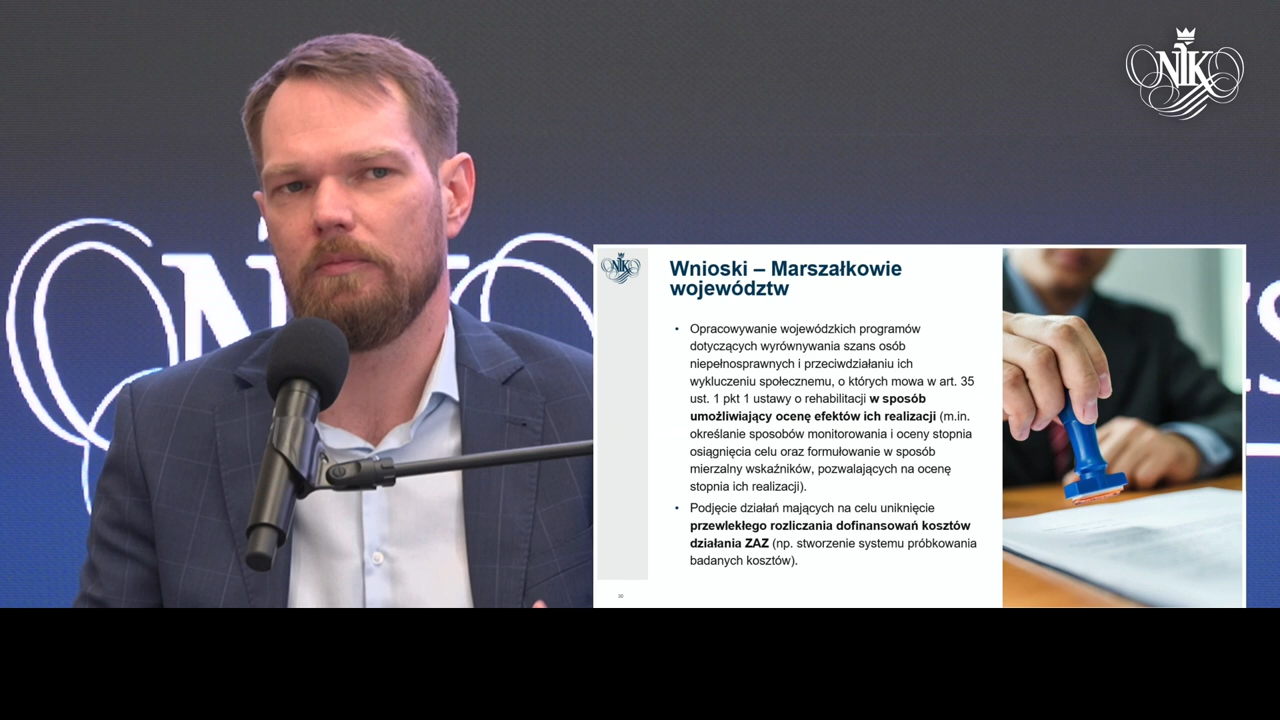 NIK
NIK
Wnioski – Marszałkowie
województw
• Opracowywanie wojewódzkich programów
dotyczących wyrównywania szans osób
niepełnosprawnych i przeciwdziałaniu ich
wykluczeniu społecznemu, o których mowa w art. 35
ust. 1 pkt 1 ustawy o rehabilitacji w sposób
umożliwiający ocenę efektów ich realizacji (m.in.
określanie sposobów monitorowania i oceny stopnia
osiągnięcia celu oraz formułowanie w sposób
mierzalny wskaźników, pozwalających na ocenę
stopnia ich realizacji).
• Podjęcie działań mających na celu uniknięcie
przewlekłego rozliczania dofinansowań kosztów
działania ZAZ (np. stworzenie systemu próbkowania
badanych kosztów).